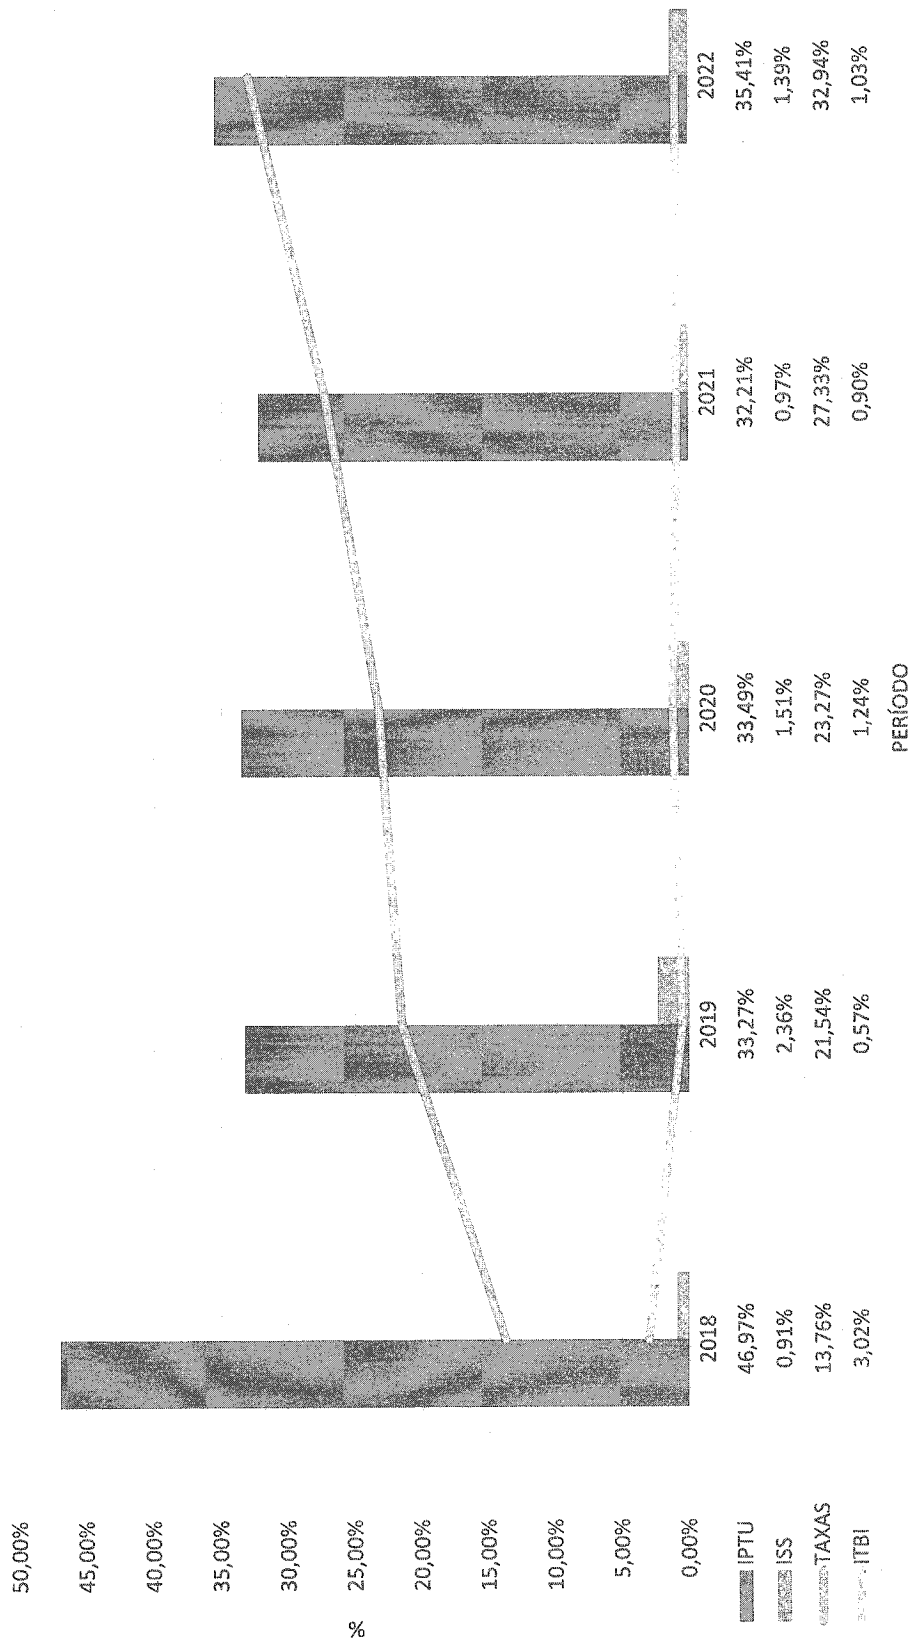 50,00%
45,00%
40,00%
35,00%
30,00%
25,00%
20,00%
15,00%
10,00%
5,00%
0,00%
%
2018 2019 2020 2021 2022
IPTU 46,97% 33,27% 33,49% 32,21% 35,41%
ISS 0,91% 2,36% 1,51% 0,97% 1,39%
TAXAS 13,76% 21,54% 23,27% 27,33% 32,94%
ITBI 3,02% 0,57% 1,24% 0,90% 1,03%
PERÍODO